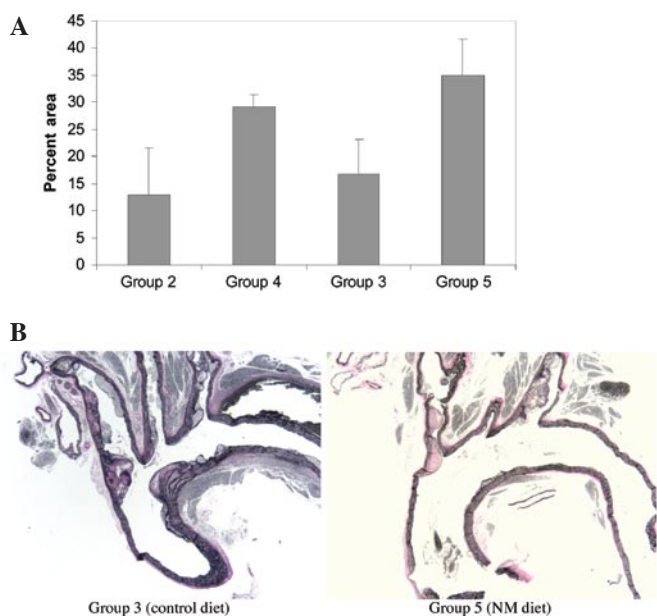 A
Percent area
45
40
35
30
25
20
15
10
5
0
Group 2 Group 4 Group 3 Group 5
B
Group 3 (control diet) Group 5 (NM diet)